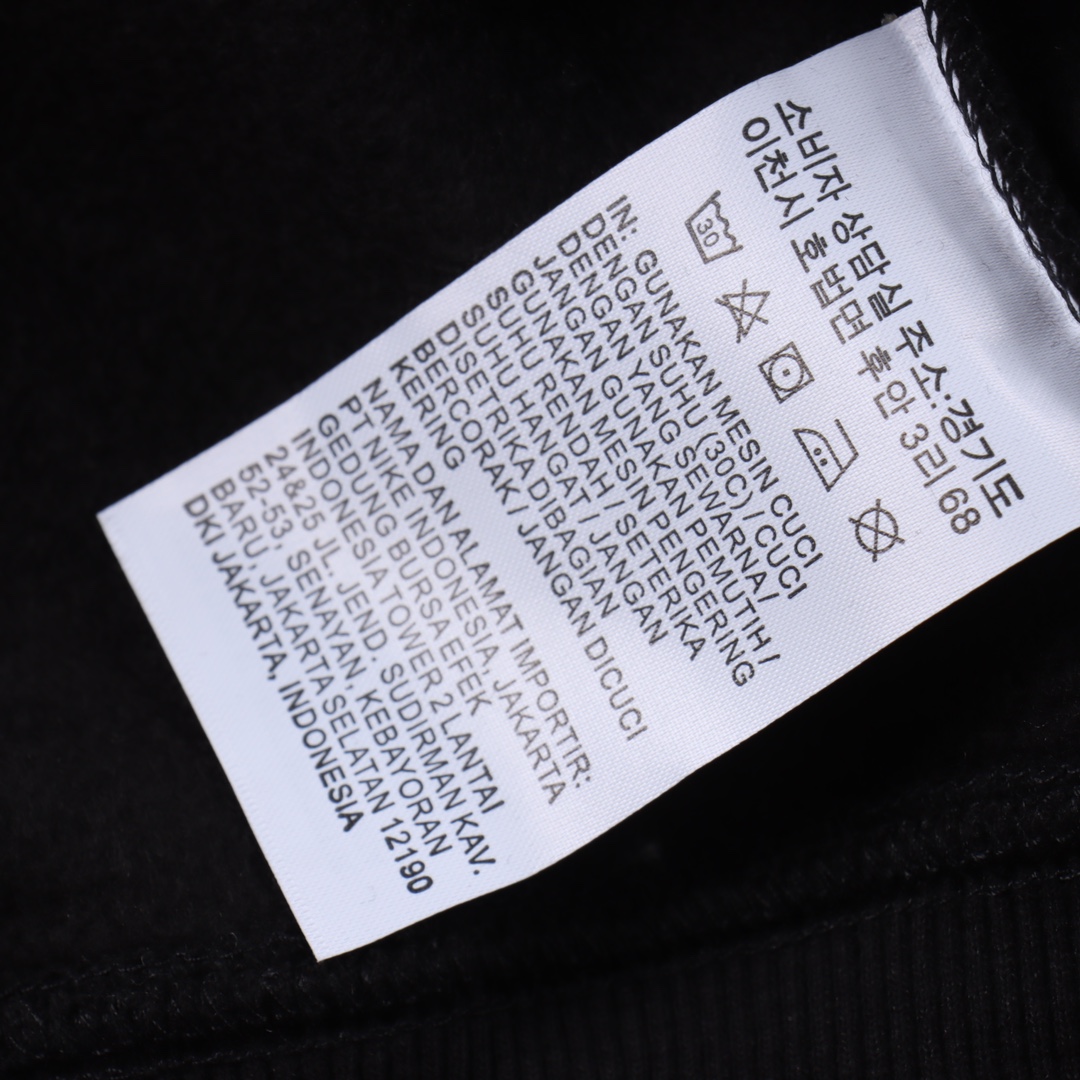 소비자 상담실 주소:경기도
이천시 호법면 후안 3리 68
30
IN: GUNAKAN MESIN CUCI
DENGAN SUHU (30C) / CUCI
DENGAN YANG SEWARNA /
JANGAN GUNAKAN PEMUTIH /
GUNAKAN MESIN PENGERING
SUHU RENDAH / SETERIKA
SUHU HANGAT / JANGAN
DISETRIKA DIBAGIAN
BERCORAK / JANGAN DICUCI
KERING
NAMA DAN ALAMAT IMPORTIR:
PT NIKE INDONESIA, JAKARTA
GEDUNG BURSA EFEK
INDONESIA TOWER 2 LANTAI
24&25 JL. JEND. SUDIRMAN KAV.
52-53, SENAYAN, KEBAYORAN
BARU, JAKARTA SELATAN 12190
DKI JAKARTA, INDONESIA